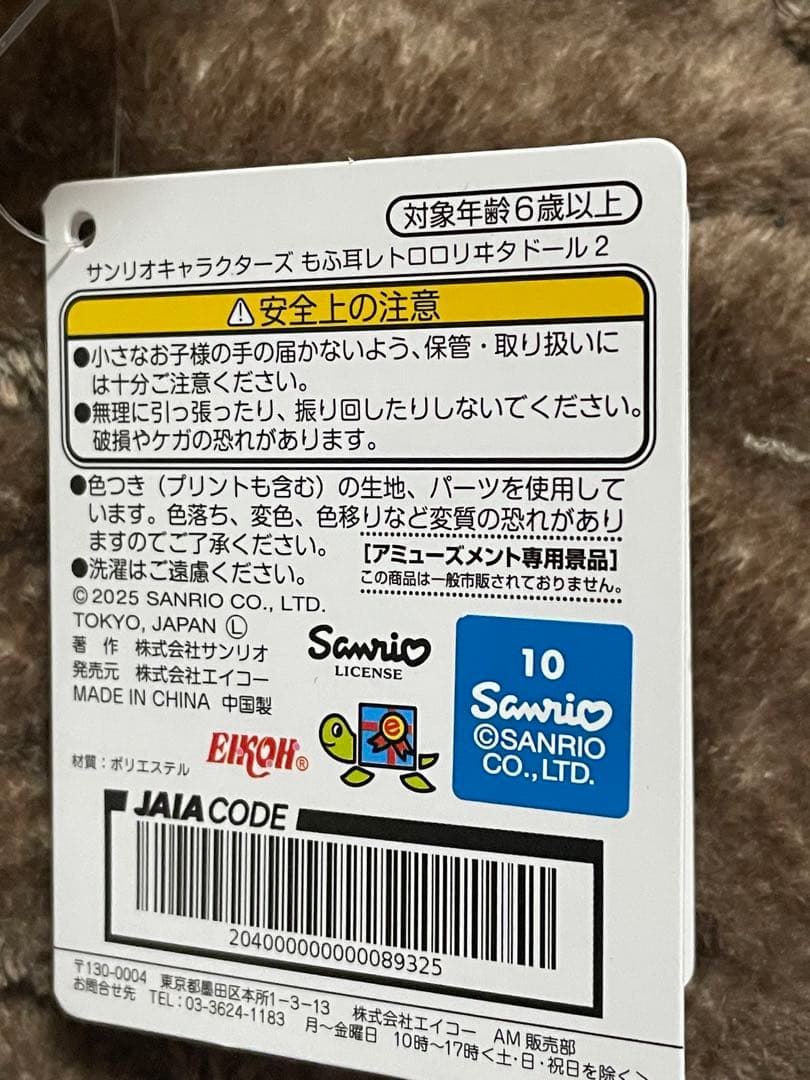 対象年齢6歳以上
サンリオキャラクターズ もふ耳レトロロリヰタドール2
⚠安全上の注意
●小さなお子様の手の届かないよう、保管・取り扱いに
は十分ご注意ください。
●無理に引っ張ったり、振り回したりしないでください。
破損やケガの恐れがあります。
●色つき（プリントも含む）の生地、パーツを使用して
います。色落ち、変色、色移りなど変質の恐れがあり
ますのでご了承ください。
●洗濯はご遠慮ください。
［アミューズメント専用景品］
この商品は一般市販されておりません。
©2025 SANRIO CO., LTD.
TOKYO, JAPAN Ⓛ
著 作 株式会社サンリオ
発売元 株式会社エイコー
MADE IN CHINA 中国製
Sanrio
LICENSE
10
Sanrio
©SANRIO
CO., LTD.
材質：ポリエステル
EIKOH®
e
JAIA CODE
204000000000089325
〒130-0004 東京都墨田区本所1-3-13 株式会社エイコー AM販売部
お問合せ先 TEL：03-3624-1183 月〜金曜日 10時〜17時＜土・日・祝日を除く＞